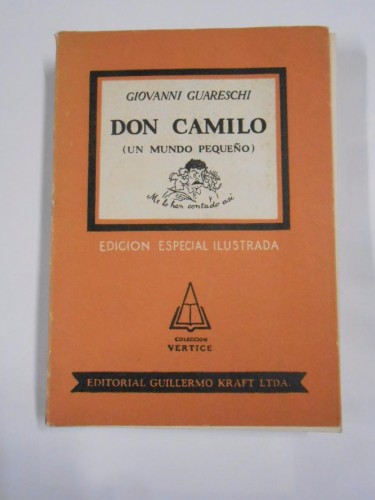 GIOVANNI GUARESCHI
DON CAMILO
(UN MUNDO PEQUEÑO)
Me lo han contado así
EDICION ESPECIAL ILUSTRADA
COLECCION
VERTICE
EDITORIAL GUILLERMO KRAFT LTDA.